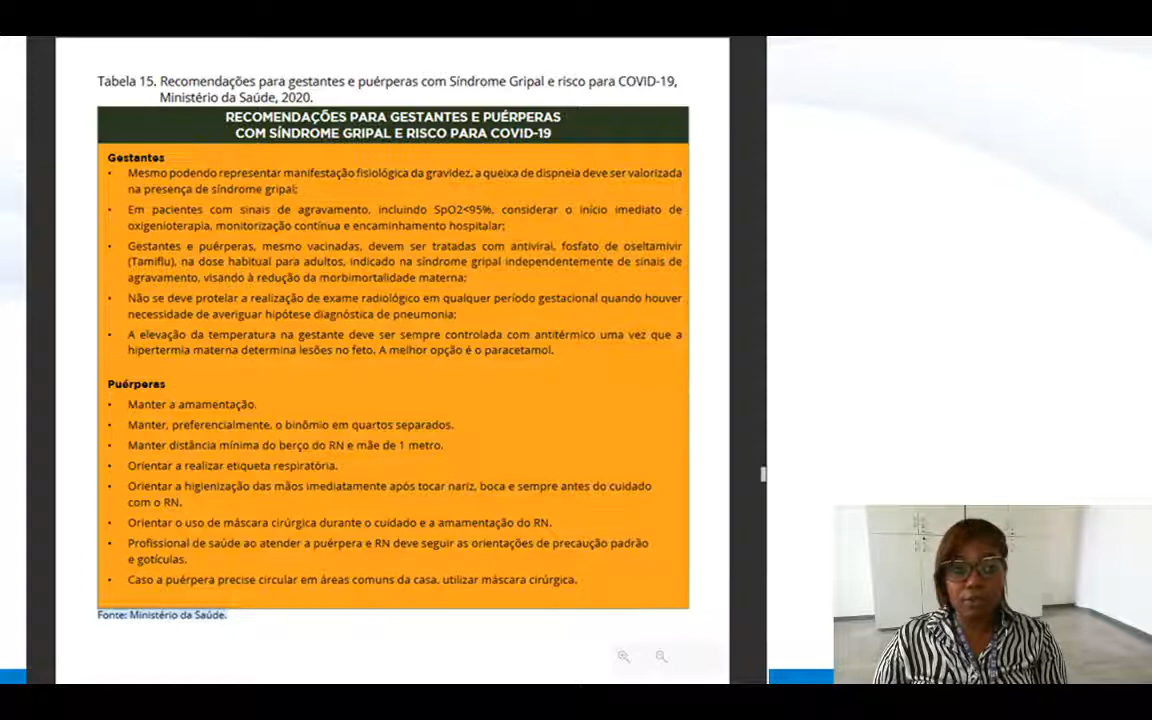 Tabela 15. Recomendações para gestantes e puérperas com Síndrome Gripal e risco para COVID-19,
Ministério da Saúde, 2020.
RECOMENDAÇÕES PARA GESTANTES E PUÉRPERAS
COM SÍNDROME GRIPAL E RISCO PARA COVID-19
Gestantes
• Mesmo podendo representar manifestação fisiológica da gravidez, a queixa de dispneia deve ser valorizada
na presença de síndrome gripal;
• Em pacientes com sinais de agravamento, incluindo SpO2<95%, considerar o início imediato de
oxigenioterapia, monitorização contínua e encaminhamento hospitalar;
• Gestantes e puérperas, mesmo vacinadas, devem ser tratadas com antiviral, fosfato de oseltamivir
(Tamiflu), na dose habitual para adultos, indicado na síndrome gripal independentemente de sinais de
agravamento, visando à redução da morbimortalidade materna;
• Não se deve protelar a realização de exame radiológico em qualquer período gestacional quando houver
necessidade de averiguar hipótese diagnóstica de pneumonia;
• A elevação da temperatura na gestante deve ser sempre controlada com antitérmico uma vez que a
hipertermia materna determina lesões no feto. A melhor opção é o paracetamol.
Puérperas
• Manter a amamentação.
• Manter, preferencialmente, o binômio em quartos separados.
• Manter distância mínima do berço do RN e mãe de 1 metro.
• Orientar a realizar etiqueta respiratória.
• Orientar a higienização das mãos imediatamente após tocar nariz, boca e sempre antes do cuidado
com o RN.
• Orientar o uso de máscara cirúrgica durante o cuidado e a amamentação do RN.
• Profissional de saúde ao atender a puérpera e RN deve seguir as orientações de precaução padrão
e gotículas.
• Caso a puérpera precise circular em áreas comuns da casa, utilizar máscara cirúrgica.
Fonte: Ministério da Saúde.